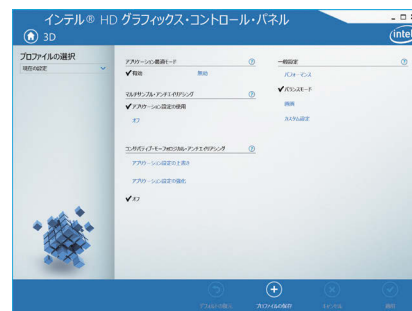 インテル® HD グラフィックス・コントロール・パネル
3D
intel
プロファイルの選択
現在の設定
アプリケーション最適モード
有効
無効
マルチサンプル・アンチエイリアシング
アプリケーション設定の使用
オフ
コンサバティブ・モーフォロジカル・アンチエイリアシング
アプリケーション設定の上書き
アプリケーション設定の強化
オフ
一般設定
パフォーマンス
バランスモード
画質
カスタム設定
プロファイルの保存
キャンセル
適用